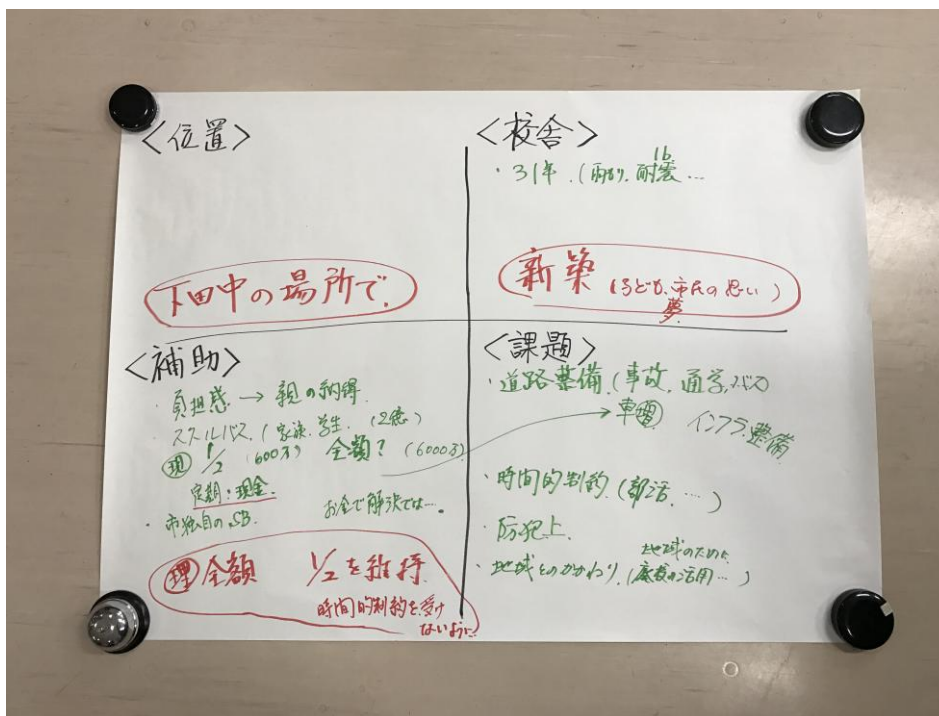 <位置>
下田中の場所で.
<校舎>
16
・31年.(雨もり.耐震…
新築(子ども、市民の思い)
夢
<補助>
・負担感→親の納得
・スクールバス.(家族.学生.(2億)
現 1/2 (600万) 全額?(6000万)
定期:現金.
・市独自のSB. お金で解決では…。
理 全額 1/2を維持
時間的制約を受け
ないように
<課題>
・道路整備.(事故.通学.バス)
インフラ整備
・時間的制約.(部活.…)
・防犯上.
地域のために
・地域とのかかわり.(廃校の活用…)